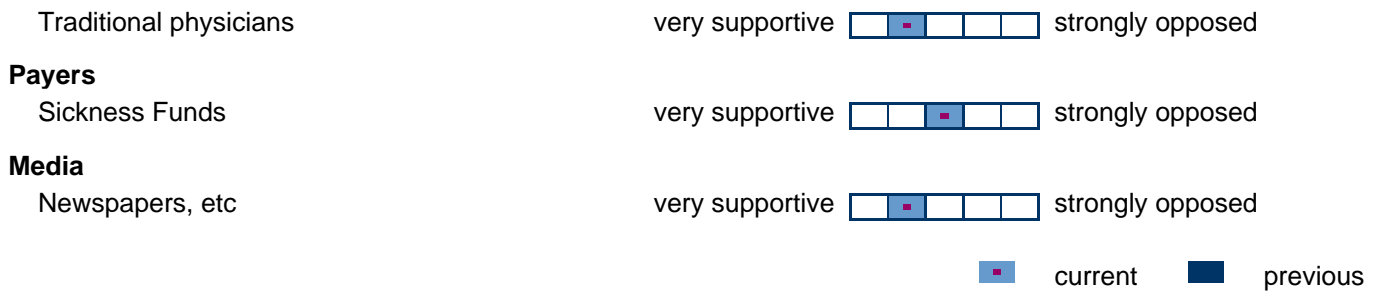 Traditional physicians very supportive strongly opposed
Payers
Sickness Funds very supportive strongly opposed
Media
Newspapers, etc very supportive strongly opposed
current previous